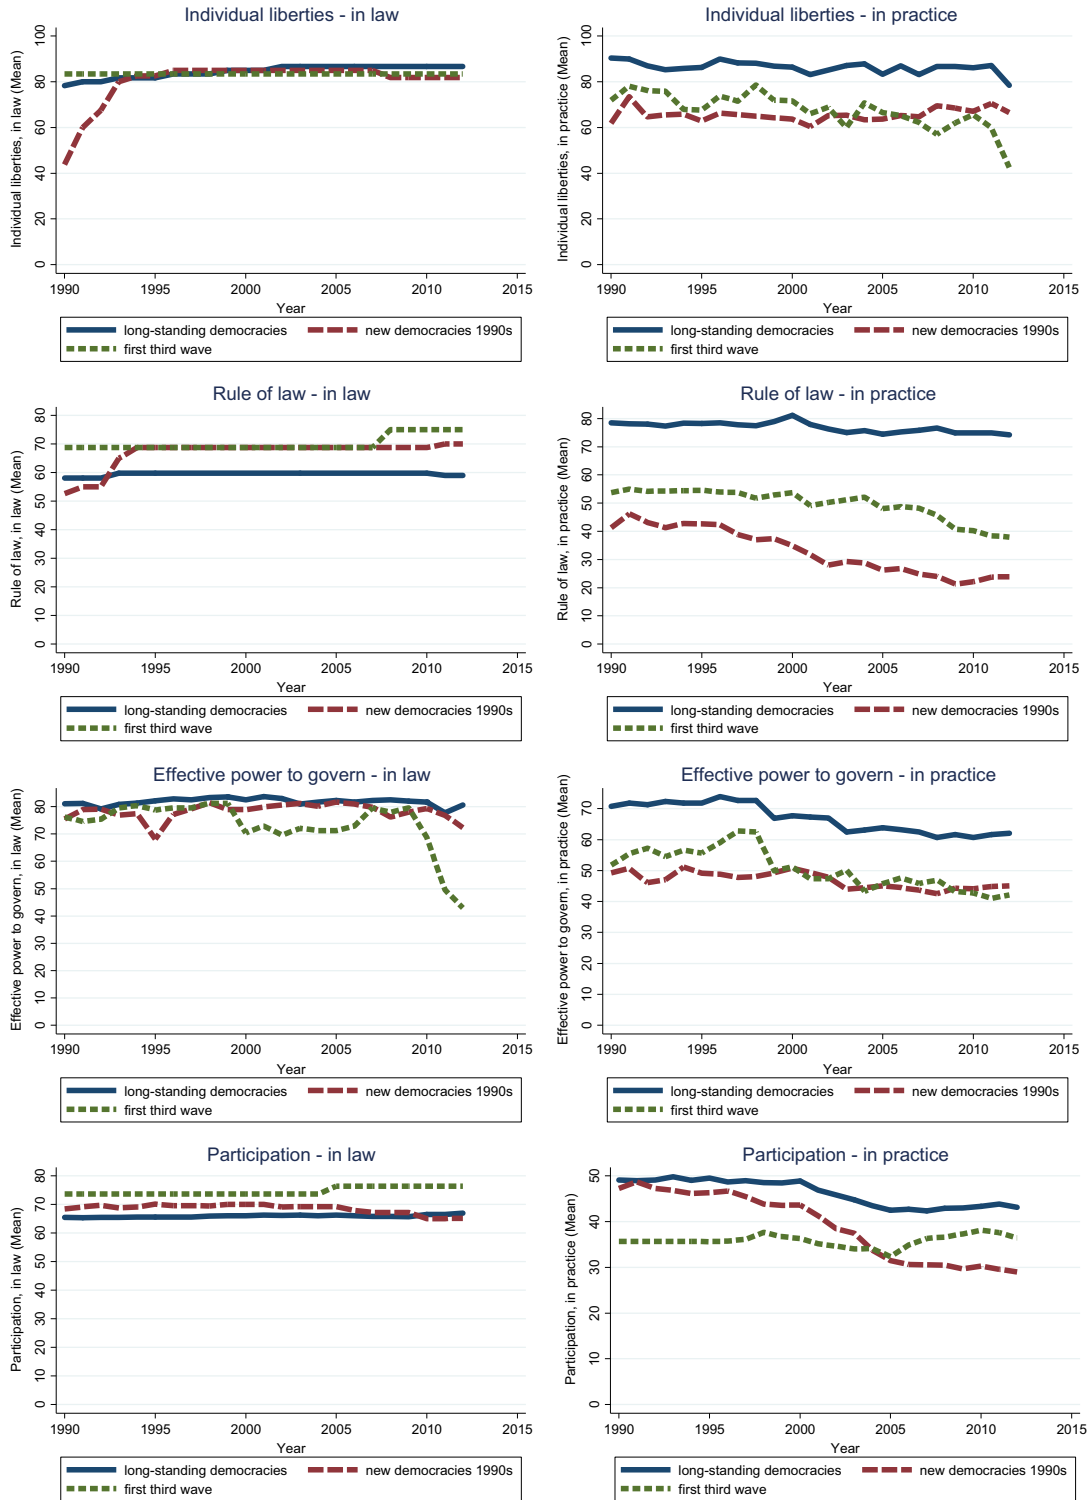 Individual liberties - in law
Individual liberties, in law (Mean)
100
80
60
40
20
0
1990 1995 2000 2005 2010 2015
Year
long-standing democracies new democracies 1990s
first third wave
Individual liberties - in practice
Individual liberties, in practice (Mean)
100
80
60
40
20
0
1990 1995 2000 2005 2010 2015
Year
long-standing democracies new democracies 1990s
first third wave
Rule of law - in law
Rule of law, in law (Mean)
80
70
60
50
40
30
20
10
0
1990 1995 2000 2005 2010 2015
Year
long-standing democracies new democracies 1990s
first third wave
Rule of law - in practice
Rule of law, in practice (Mean)
80
70
60
50
40
30
20
10
0
1990 1995 2000 2005 2010 2015
Year
long-standing democracies new democracies 1990s
first third wave
Effective power to govern - in law
Effective power to govern, in law (Mean)
80
70
60
50
40
30
20
10
0
1990 1995 2000 2005 2010 2015
Year
long-standing democracies new democracies 1990s
first third wave
Effective power to govern - in practice
Effective power to govern, in practice (Mean)
70
60
50
40
30
20
10
0
1990 1995 2000 2005 2010 2015
Year
long-standing democracies new democracies 1990s
first third wave
Participation - in law
Participation, in law (Mean)
80
70
60
50
40
30
20
10
0
1990 1995 2000 2005 2010 2015
Year
long-standing democracies new democracies 1990s
first third wave
Participation - in practice
Participation, in practice (Mean)
50
40
30
20
10
0
1990 1995 2000 2005 2010 2015
Year
long-standing democracies new democracies 1990s
first third wave